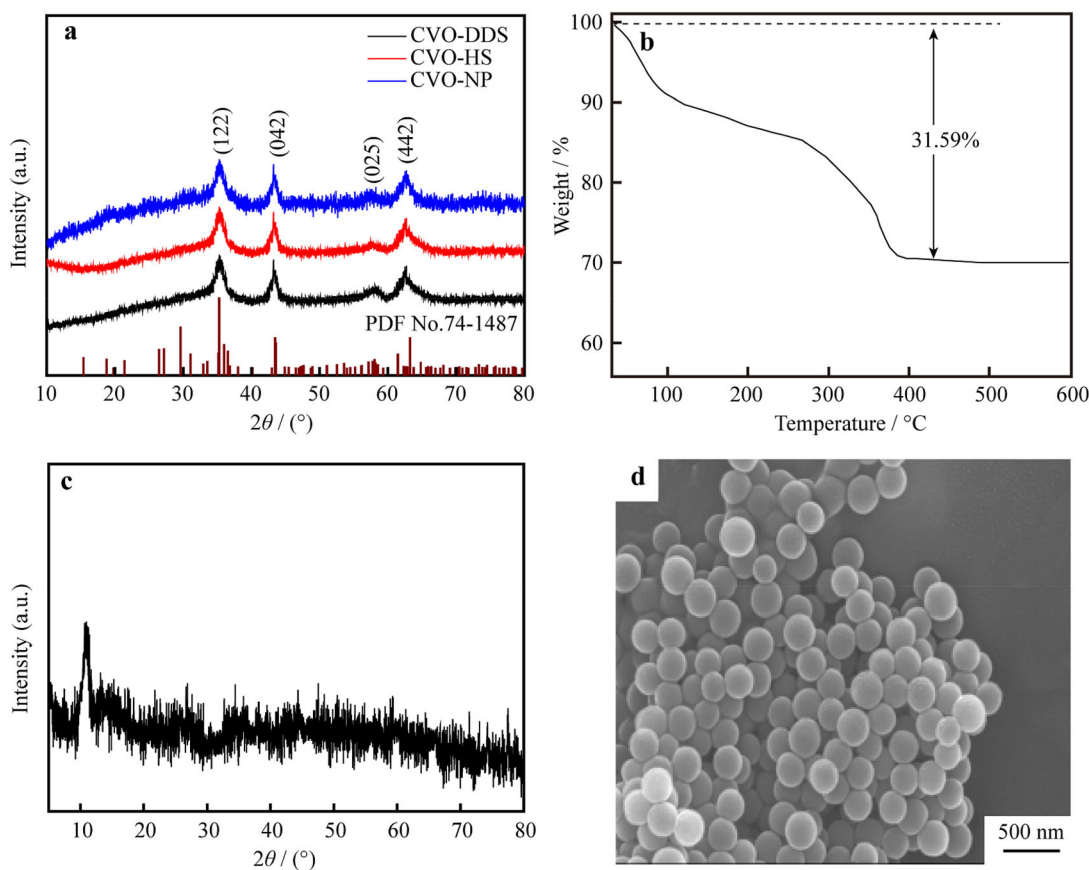 a
CVO-DDS
CVO-HS
CVO-NP
(122)
(042)
(025)
(442)
PDF No.74-1487
Intensity (a.u.)
10 20 30 40 50 60 70 80
2θ / (°)
b
100
90
80
70
60
31.59%
Weight / %
100 200 300 400 500 600
Temperature / °C
c
Intensity (a.u.)
10 20 30 40 50 60 70 80
2θ / (°)
d
500 nm